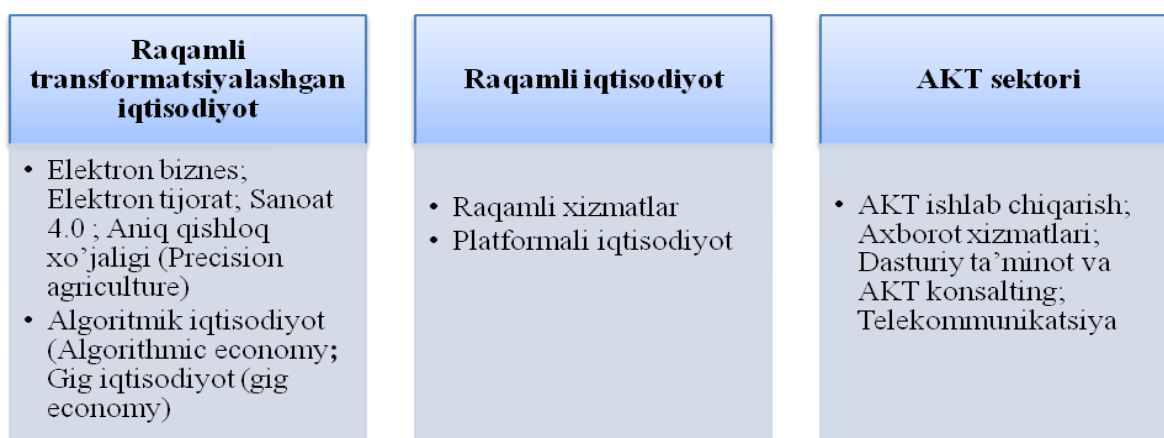 Raqamli
transformatsiyalashgan
iqtisodiyot
• Elektron biznes;
Elektron tijorat; Sanoat
4.0 ; Aniq qishloq
xo’jaligi (Precision
agriculture)
• Algoritmik iqtisodiyot
(Algorithmic economy;
Gig iqtisodiyot (gig
economy)
Raqamli iqtisodiyot
• Raqamli xizmatlar
• Platformali iqtisodiyot
AKT sektori
• AKT ishlab chiqarish;
Axborot xizmatlari;
Dasturiy ta’minot va
AKT konsalting;
Telekommunikatsiya